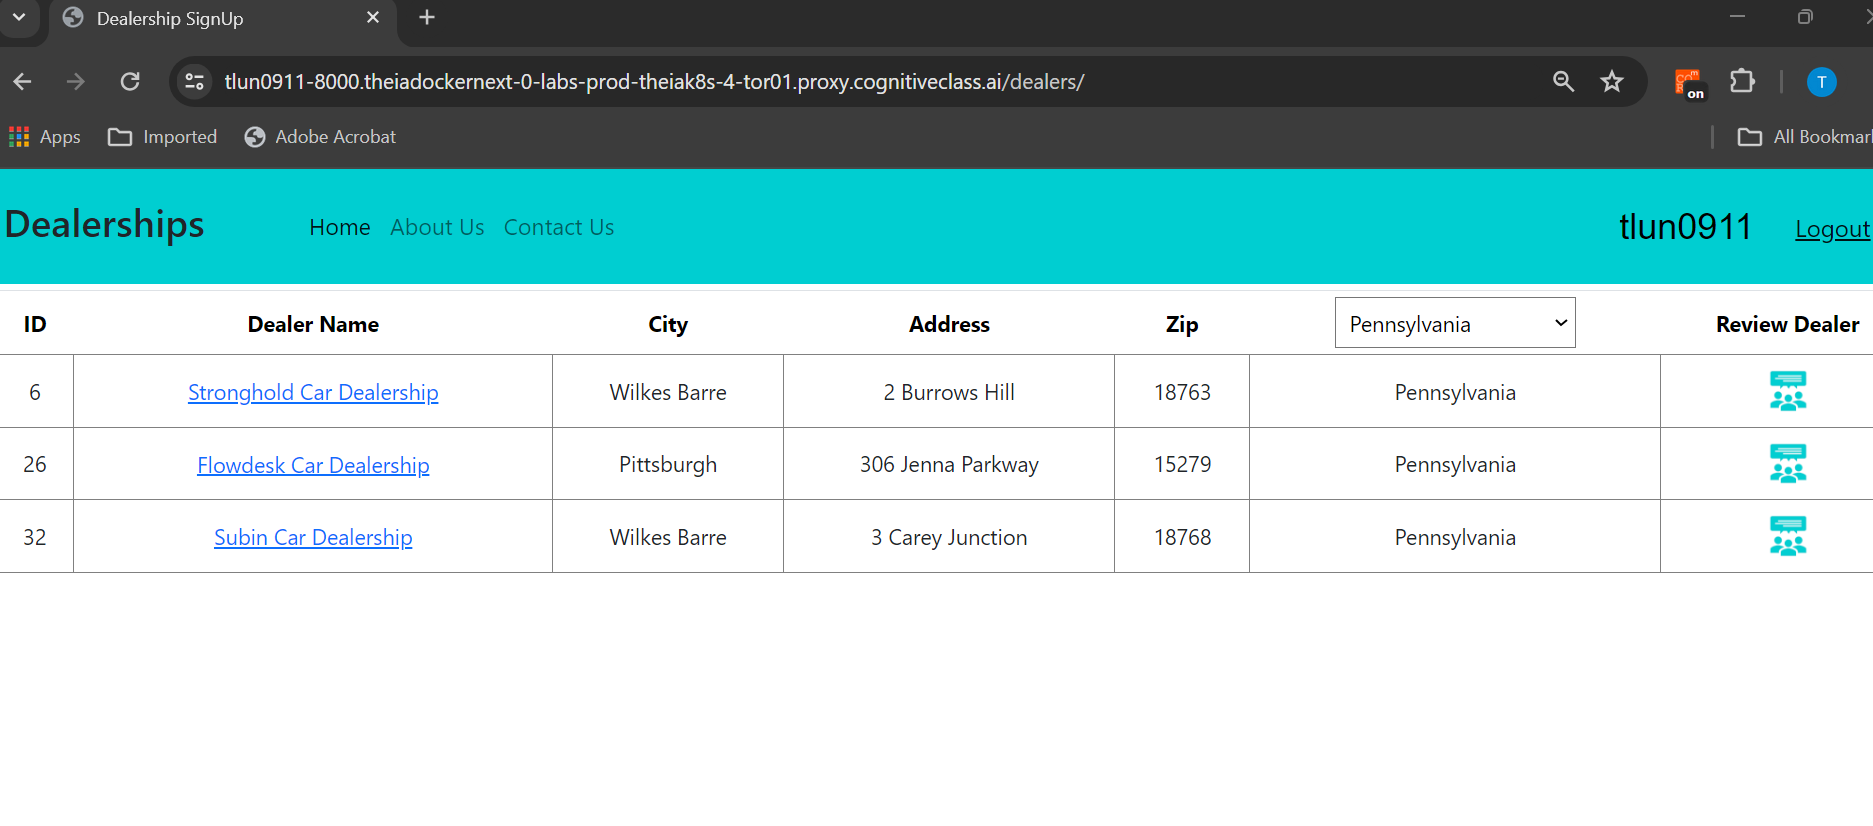 Dealership SignUp
tlun0911-8000.theiadockernext-0-labs-prod-theiak8s-4-tor01.proxy.cognitiveclass.ai/dealers/
on
T
Apps Imported Adobe Acrobat All Bookmar
Dealerships Home About Us Contact Us tlun0911 Logout
ID Dealer Name City Address Zip Pennsylvania Review Dealer
6 Stronghold Car Dealership Wilkes Barre 2 Burrows Hill 18763 Pennsylvania
26 Flowdesk Car Dealership Pittsburgh 306 Jenna Parkway 15279 Pennsylvania
32 Subin Car Dealership Wilkes Barre 3 Carey Junction 18768 Pennsylvania